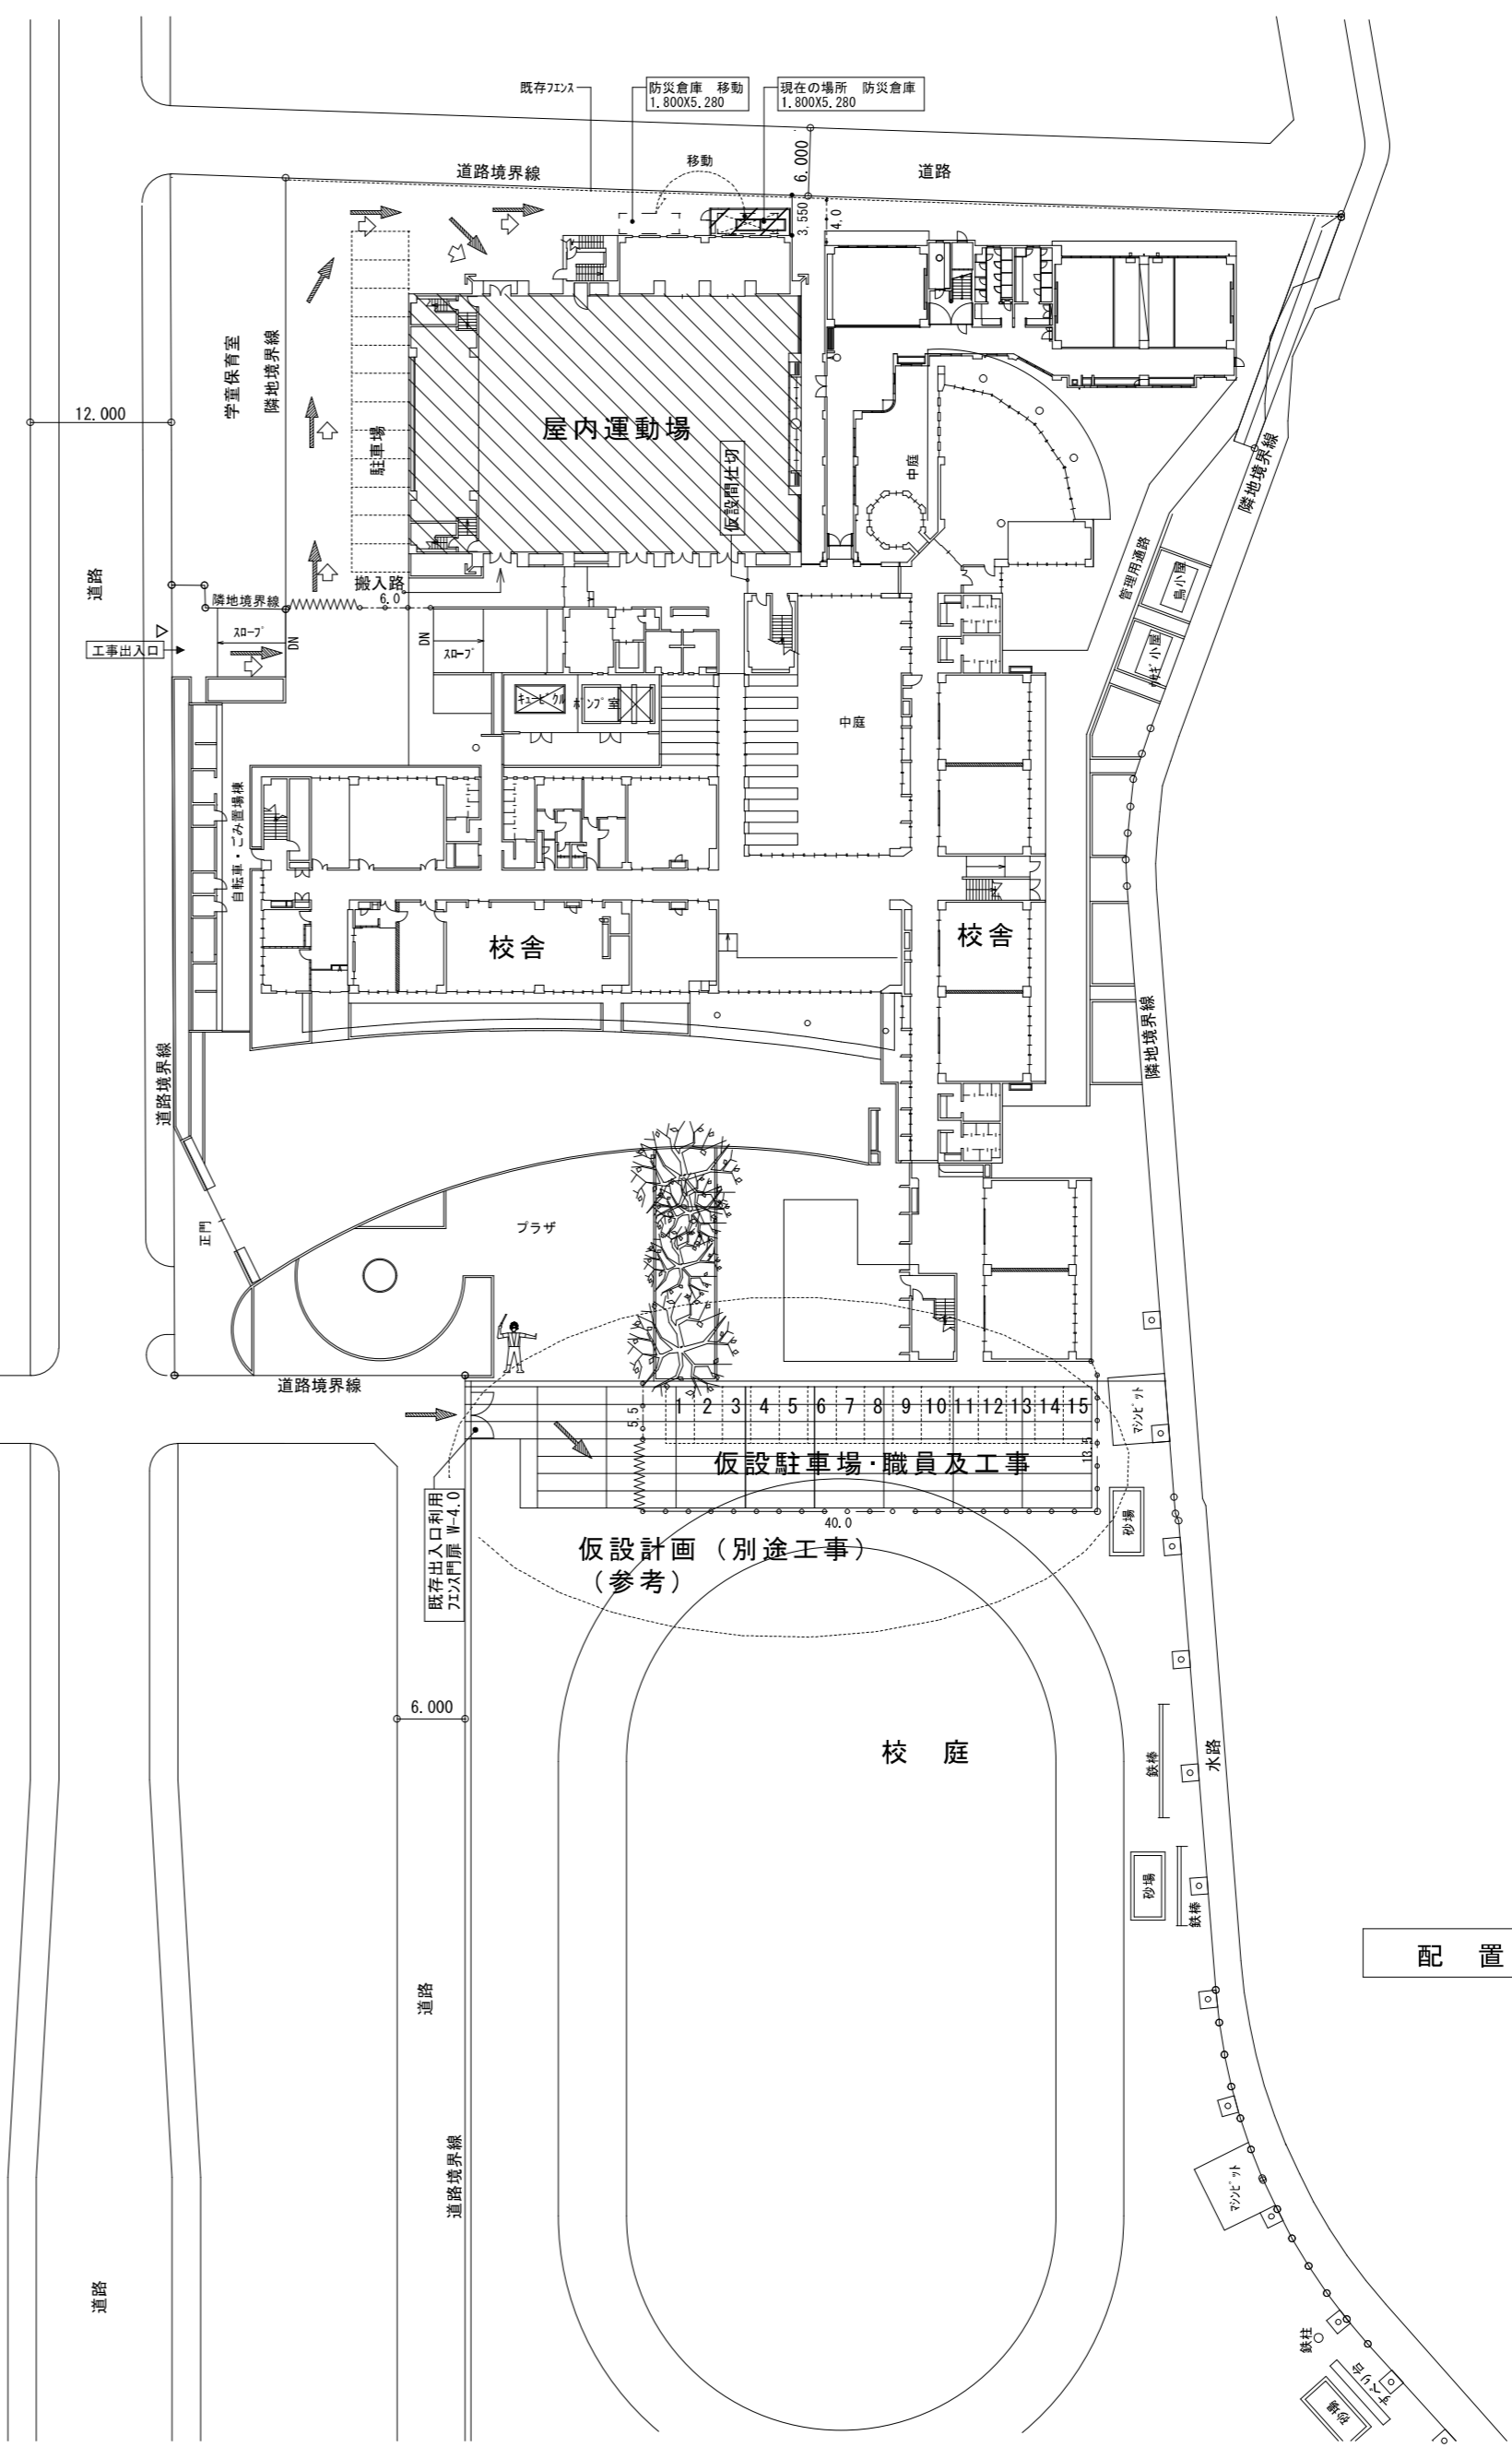 既存フエンス
防災倉庫　移動
1.800X5.280
現在の場所　防災倉庫
1.800X5.280
移動
6.000
道路境界線
道路
3.550
4.0
学童保育室
隣地境界線
12.000
駐車場
屋内運動場
仮設間仕切
中庭
隣地境界線
管理用通路
鳥小屋
ウサギ小屋
道路
搬入路
6.0
隣地境界線
スロープ
DN
工事出入口
DN
スロープ
キュービクル
ポンプ室
中庭
自転車・ごみ置場棟
校舎
校舎
道路境界線
隣地境界線
正門
プラザ
道路境界線
5.5
1 2 3 4 5 6 7 8 9 10 11 12 13 14 15
マシンピット
13.5
仮設駐車場・職員及工事
40.0
砂場
既存出入口利用
フエンス門扉 W-4.0
仮設計画（別途工事）
（参考）
6.000
校　庭
鉄棒
水路
砂場
鉄棒
配　置
道路
道路境界線
マシンピット
道路
鉄柱
すべり台
砂場